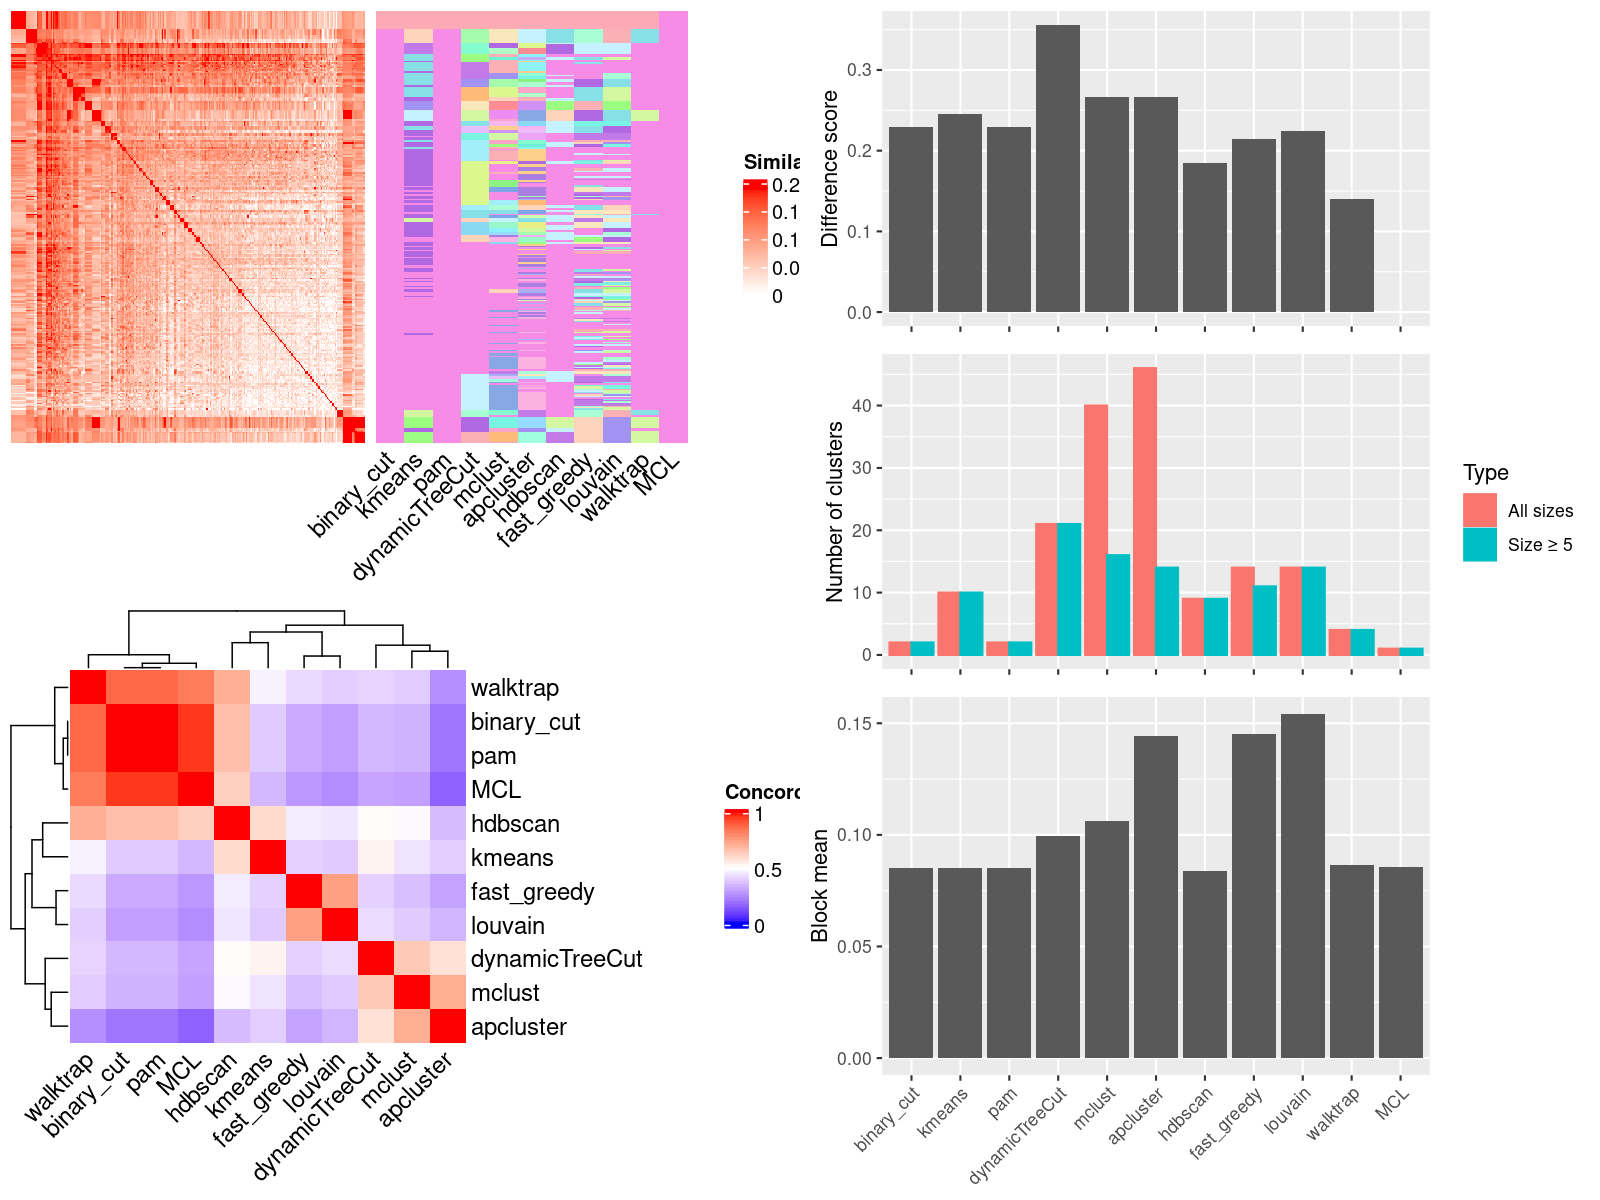 Simila
0.2
0.1
0.1
0.0
0
binary_cut
kmeans
pam
dynamicTreeCut
mclust
apcluster
hdbscan
fast_greedy
louvain
walktrap
MCL
walktrap
binary_cut
pam
MCL
hdbscan
kmeans
fast_greedy
louvain
dynamicTreeCut
mclust
apcluster
walktrap
binary_cut
pam
MCL
hdbscan
kmeans
fast_greedy
louvain
dynamicTreeCut
mclust
apcluster
Concord
1
0.5
0
Difference score
0.3
0.2
0.1
0.0
Number of clusters
40
30
20
10
0
Type
All sizes
Size ≥ 5
Block mean
0.15
0.10
0.05
0.00
binary_cut
kmeans
pam
dynamicTreeCut
mclust
apcluster
hdbscan
fast_greedy
louvain
walktrap
MCL